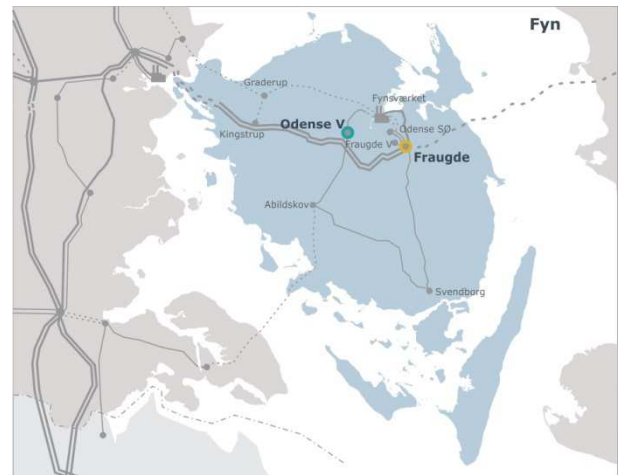 Fyn
Graderup
Fynsværket
Odense V
Odense SØ
Kingstrup
Fraugde V
Fraugde
Abildskov
Svendborg